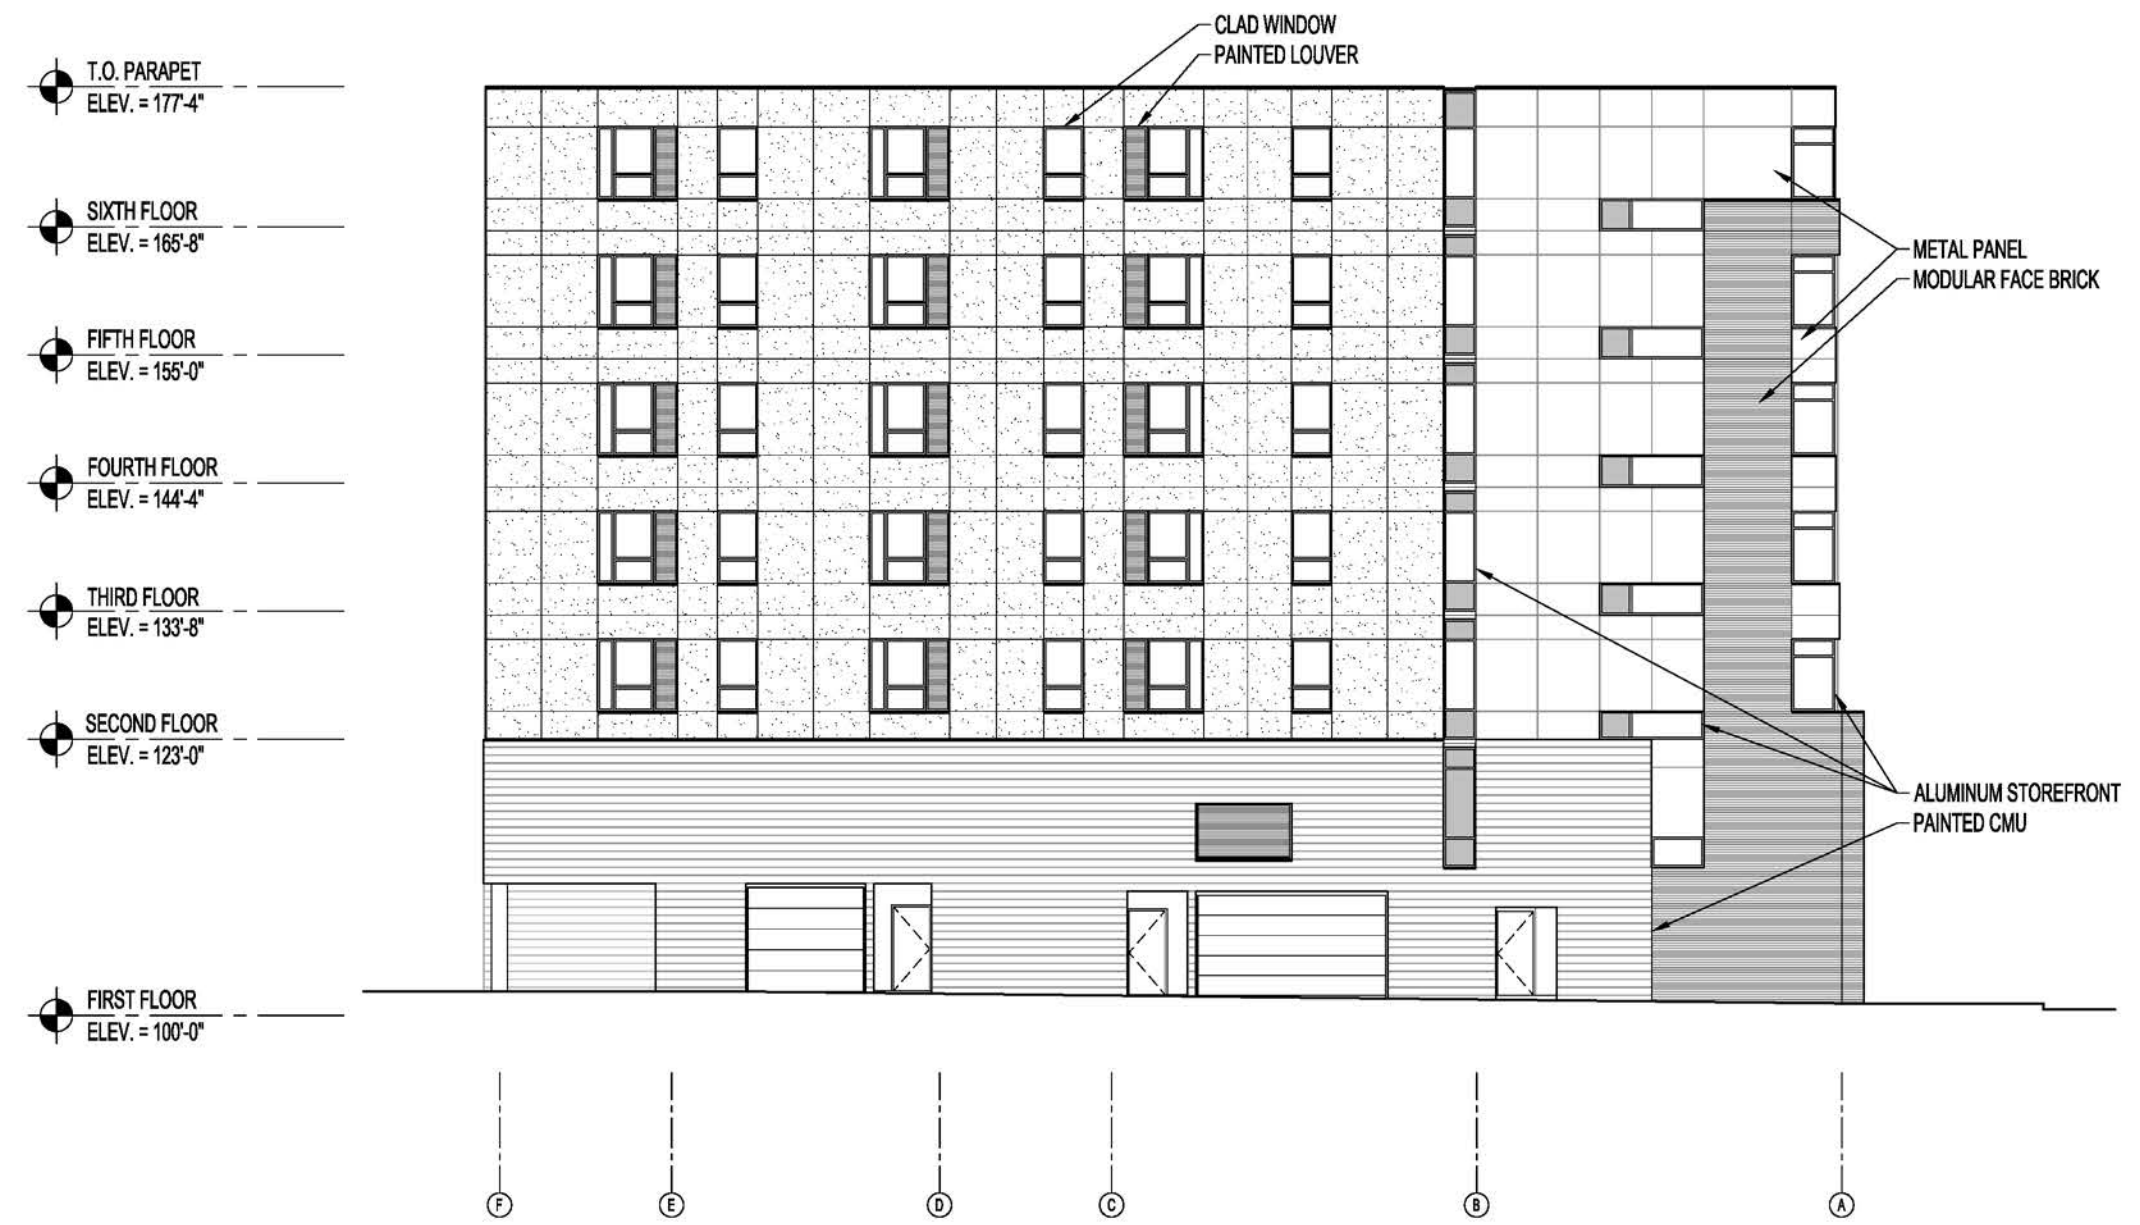 CLAD WINDOW
PAINTED LOUVER
T.O. PARAPET
ELEV. = 177'-4"
SIXTH FLOOR
ELEV. = 165'-8"
METAL PANEL
MODULAR FACE BRICK
FIFTH FLOOR
ELEV. = 155'-0"
FOURTH FLOOR
ELEV. = 144'-4"
THIRD FLOOR
ELEV. = 133'-8"
SECOND FLOOR
ELEV. = 123'-0"
ALUMINUM STOREFRONT
PAINTED CMU
FIRST FLOOR
ELEV. = 100'-0"
F E D C B A